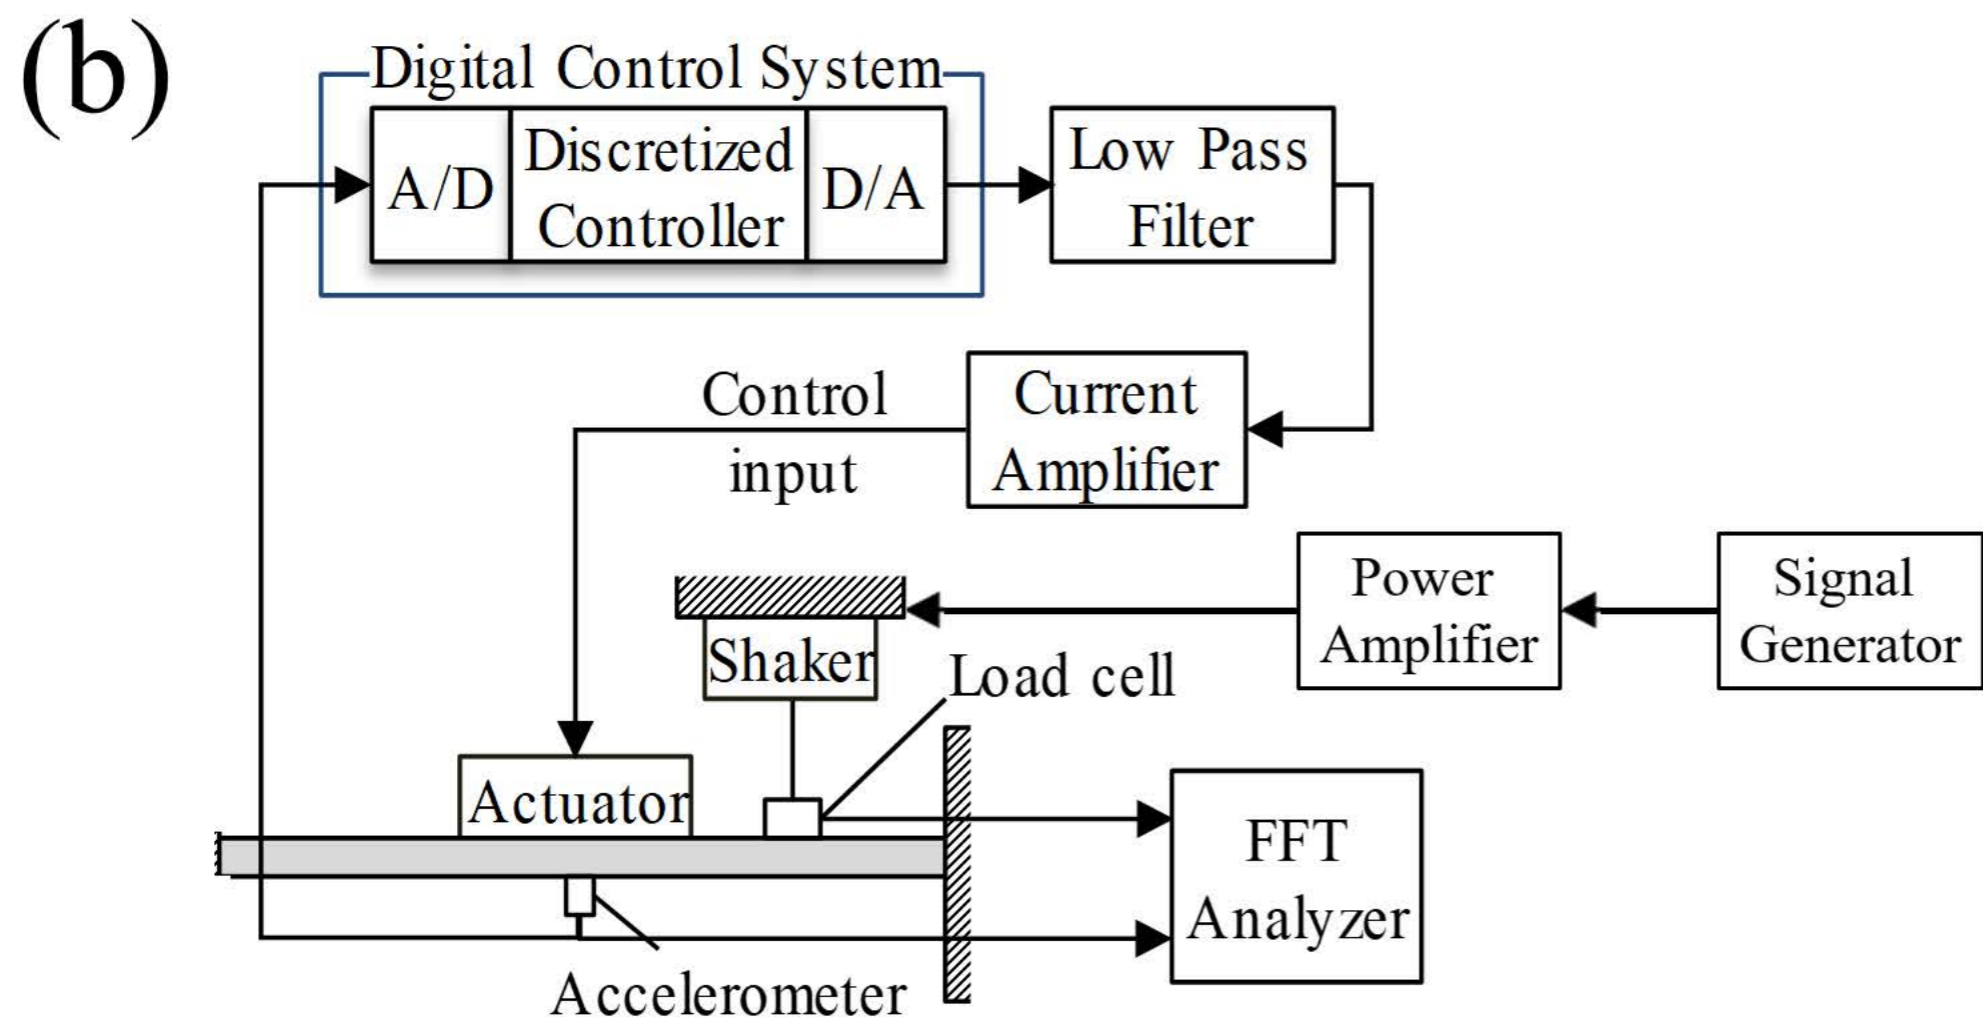 (b)
Digital Control System
A/D
Discretized
Controller
D/A
Low Pass
Filter
Control
input
Current
Amplifier
Power
Amplifier
Signal
Generator
Shaker
Load cell
Actuator
FFT
Analyzer
Accelerometer